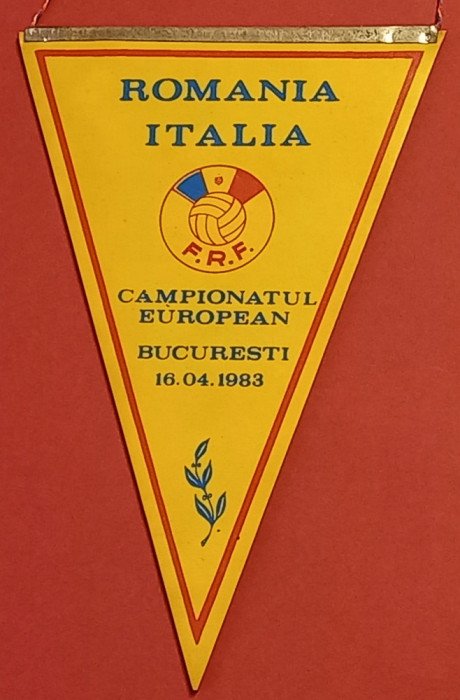 ROMANIA
ITALIA
F.R.F.
CAMPIONATUL
EUROPEAN
BUCURESTI
16.04.1983